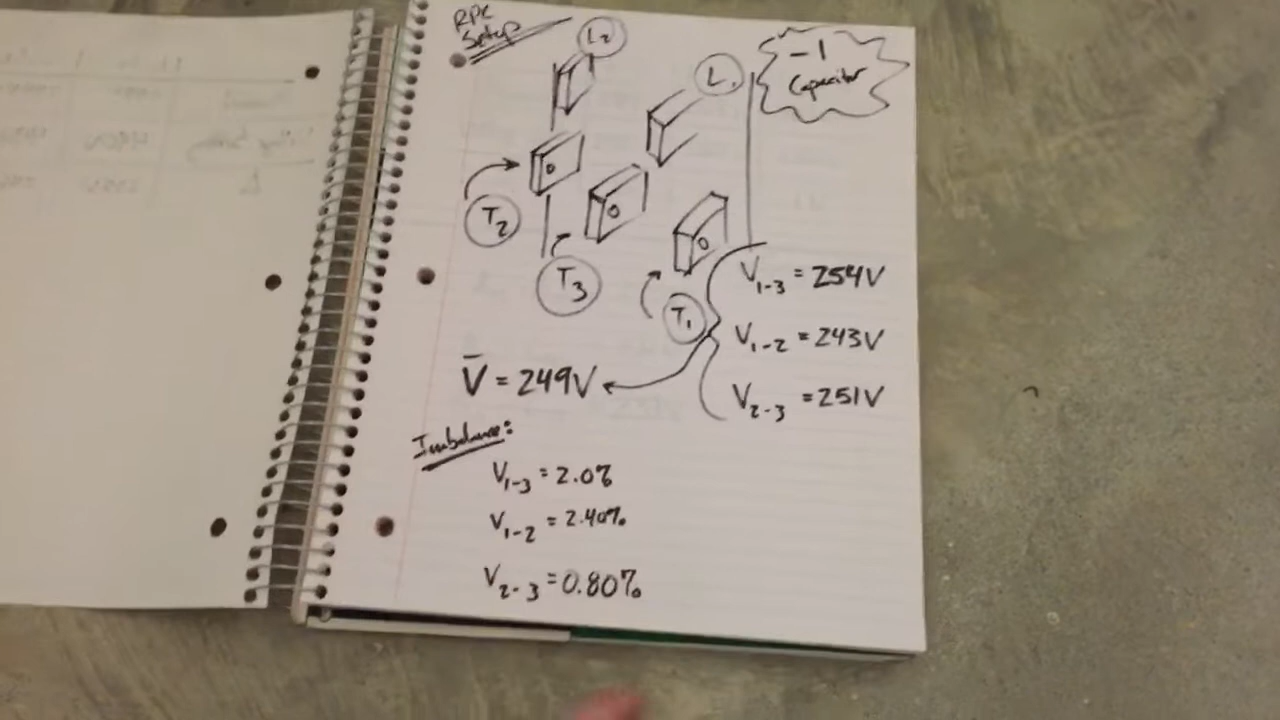 RPC
Setup
L2
L1
-1
Capacitor
T2
T3
T1
V1-3 = 254V
V1-2 = 243V
V2-3 = 251V
V̄ = 249V
Imbalance:
V1-3 = 2.0%
V1-2 = 2.40%
V2-3 = 0.80%